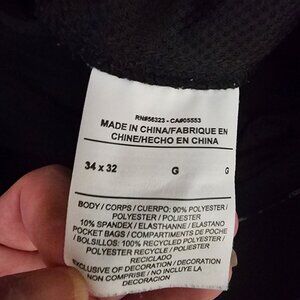 RN#56323 - CA#05553
MADE IN CHINA/FABRIQUE EN
CHINE/HECHO EN CHINA
34 x 32 G G
BODY / CORPS / CUERPO: 90% POLYESTER /
POLYESTER / POLIESTER
10% SPANDEX / ELASTHANNE / ELASTANO
POCKET BAGS / COMPARTIMENTS DE POCHE
/ BOLSILLOS: 100% RECYCLED POLYESTER /
POLYESTER RECYCLE / POLIESTER
RECICLADO
EXCLUSIVE OF DECORATION / DECORATION
NON COMPRISE / NO INCLUYE LA
DECORACION